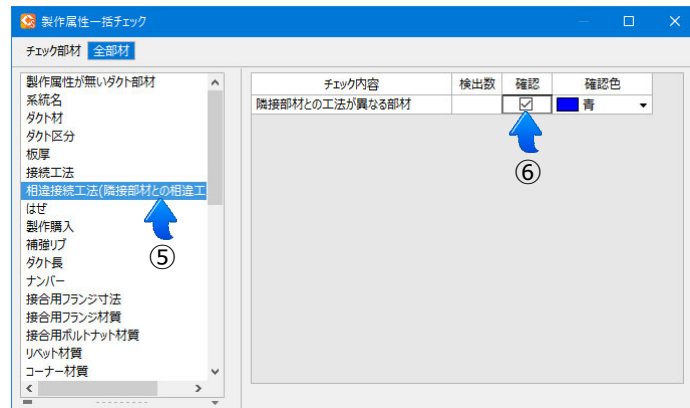 製作属性一括チェック
チェック部材 全部材
製作属性が無いダクト部材
系統名
ダクト材
ダクト区分
板厚
接続工法
相違接続工法(隣接部材との相違工
はぜ
製作購入
補強リブ
ダクト長
ナンバー
接合用フランジ寸法
接合用フランジ材質
接合用ボルトナット材質
リベット材質
コーナー材質
⑤
チェック内容 検出数 確認 確認色
隣接部材との工法が異なる部材 青
⑥